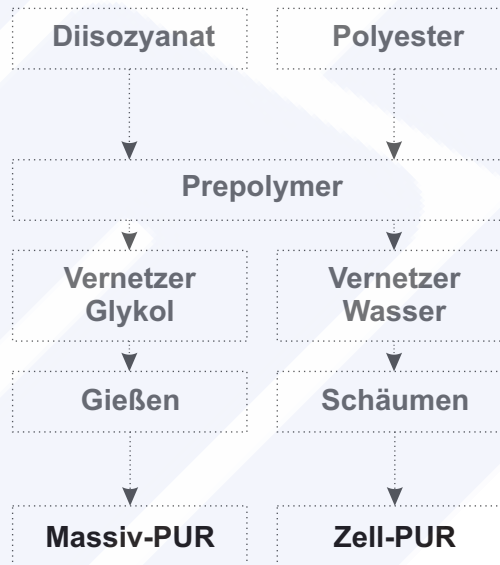 Diisozyanat
Polyester
Prepolymer
Vernetzer
Glykol
Vernetzer
Wasser
Gießen
Schäumen
Massiv-PUR
Zell-PUR